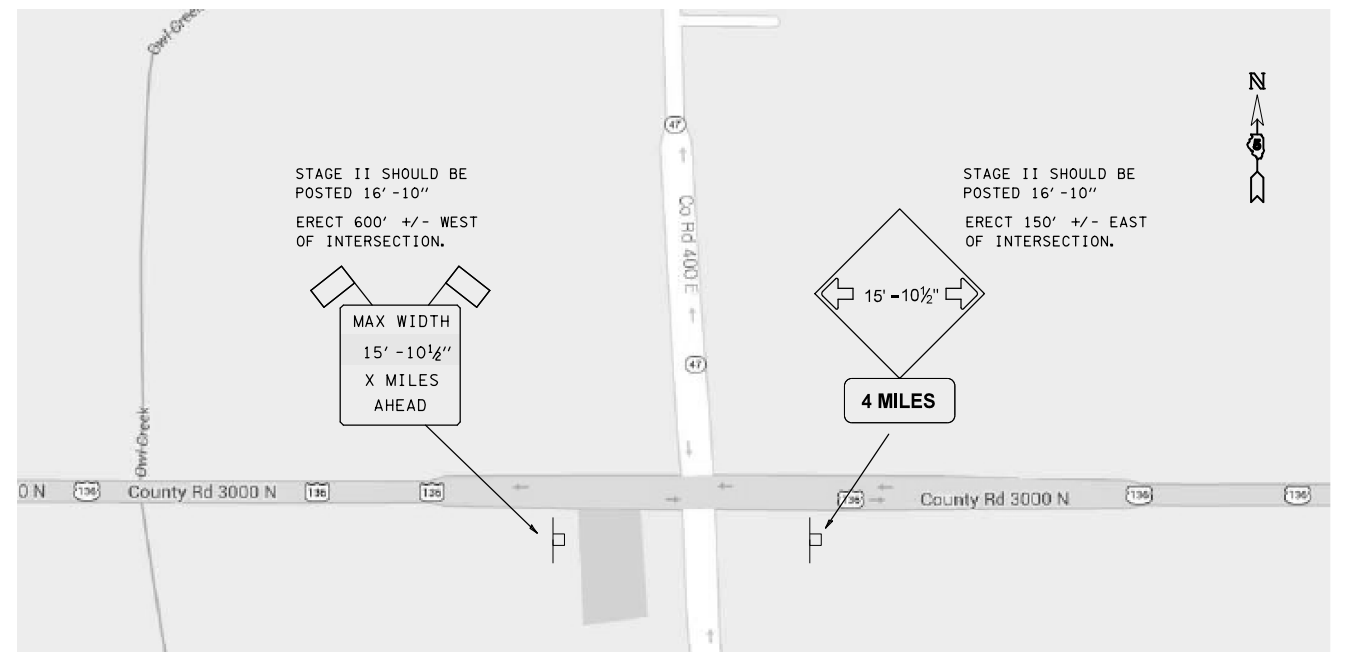 Owl Creek
N
5
47
STAGE II SHOULD BE
POSTED 16'-10"
ERECT 600' +/- WEST
OF INTERSECTION.
STAGE II SHOULD BE
POSTED 16'-10"
ERECT 150' +/- EAST
OF INTERSECTION.
Co Rd 400 E
MAX WIDTH
15'-10½"
X MILES
AHEAD
15'-10½"
4 MILES
47
Owl Creek
0 N
136
County Rd 3000 N
136
136
136
County Rd 3000 N
136
136